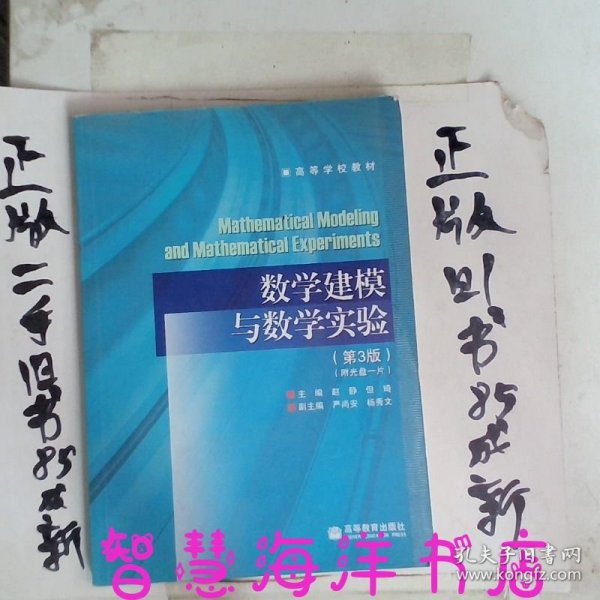 高等学校教材
Mathematical Modeling
and Mathematical Experiments
数学建模
与数学实验
(第3版)
(附光盘一片)
主编 赵静 但琦
副主编 严尚安 杨秀文
高等教育出版社
HIGHER EDUCATION PRESS
正版二手旧书85成新
正版旧书85成新
智慧海洋书店
孔夫子旧书网
www.kongfz.com